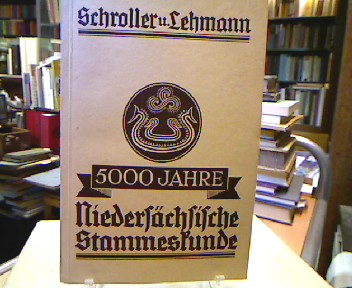 Schroller u. Lehmann
5000 JAHRE
Niedersächsische
Stammeskunde